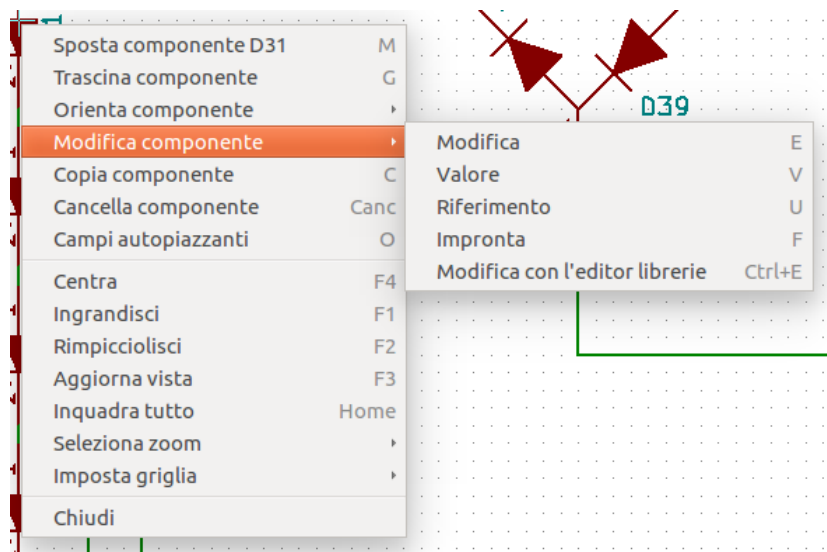 Sposta componente D31 M
Trascina componente G
Orienta componente
Modifica componente
Copia componente C
Cancella componente Canc
Campi autopiazzanti O
Centra F4
Ingrandisci F1
Rimpicciolisci F2
Aggiorna vista F3
Inquadra tutto Home
Seleziona zoom
Imposta griglia
Chiudi
D39
Modifica E
Valore V
Riferimento U
Impronta F
Modifica con l'editor librerie Ctrl+E